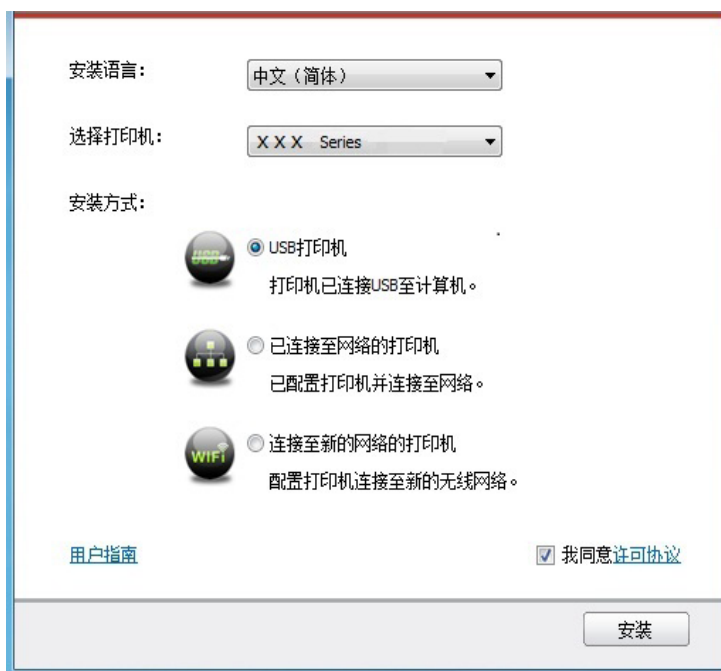 安装语言：
中文（简体）
选择打印机：
X X X Series
安装方式：
USB
USB打印机
打印机已连接USB至计算机。
已连接至网络的打印机
已配置打印机并连接至网络。
WIFI
连接至新的网络的打印机
配置打印机连接至新的无线网络。
用户指南
我同意许可协议
安装